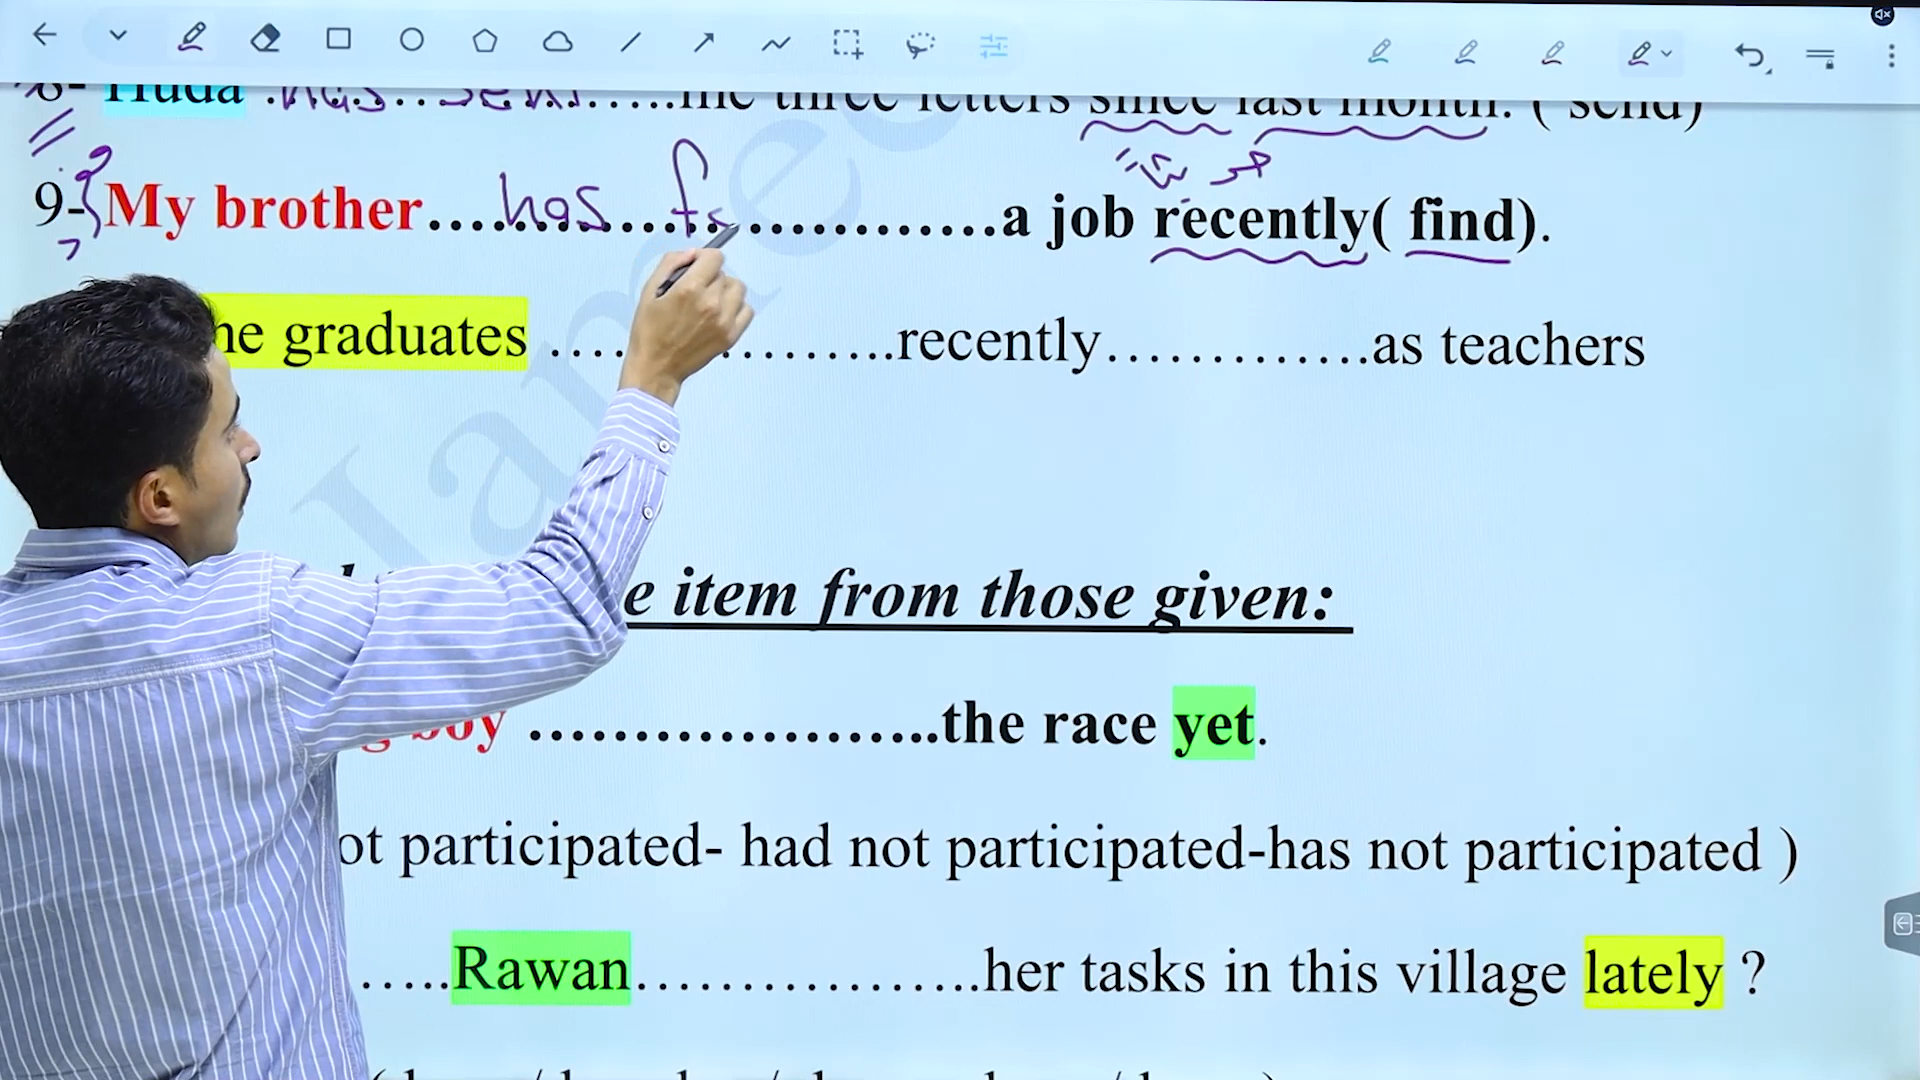 8- Huda .has..sent.....me three letters since last month. ( send)
9- My brother....has...f...............a job recently( find).
he graduates ....................recently..............as teachers
e item from those given:
g boy ....................the race yet.
ot participated- had not participated-has not participated )
.....Rawan..................her tasks in this village lately ?